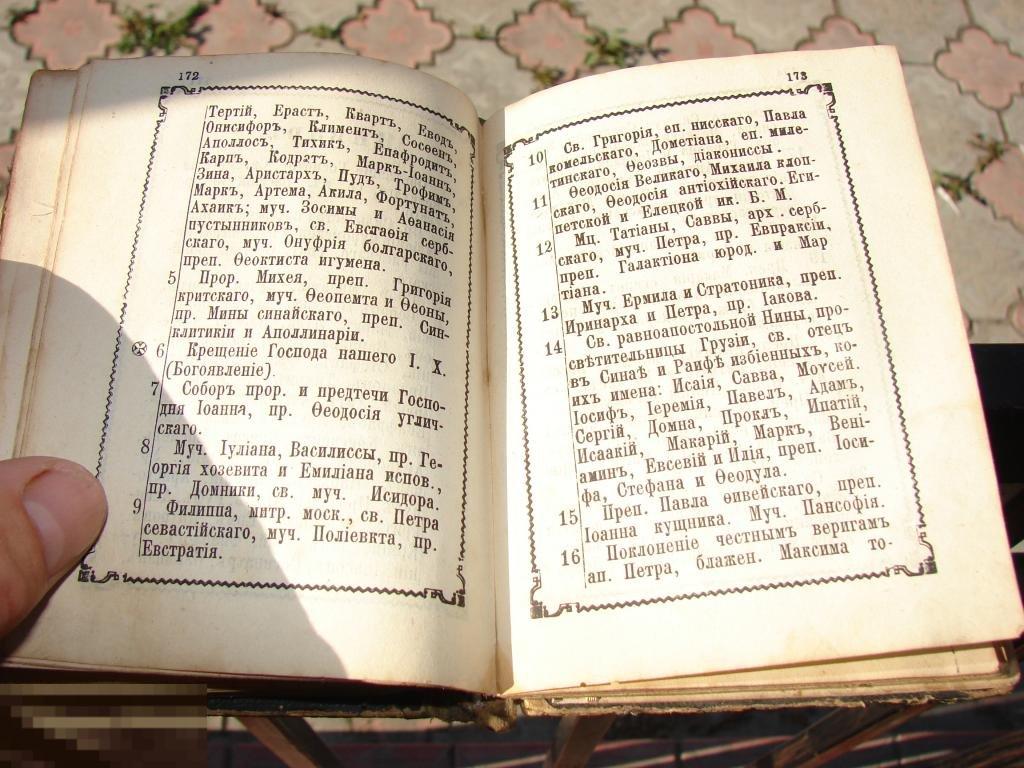 172
Тертій, Ерастъ, Квартъ, Еводъ,
Онисифоръ, Климентъ, Сосѳенъ,
Аполлосъ, Тихикъ, Епафродитъ,
Карпъ, Кодратъ, Маркъ-Іоаннъ,
Зина, Аристархъ, Пудъ, Трофимъ,
Маркъ, Артема, Акила, Фортунатъ,
Ахаикъ; муч. Зосимы и Аѳанасія
пустынниковъ, св. Евстаѳія серб-
скаго, муч. Онуфрія болгарскаго,
преп. Ѳеоктиста игумена.
5 Прор. Михея, преп. Григорія
критскаго, муч. Ѳеопемта и Ѳеоны,
пр. Мины синайскаго, преп. Син-
клитикіи и Аполлинаріи.
6 Крещеніе Господа нашего І. Х.
(Богоявленіе).
7 Соборъ прор. и предтечи Госпо-
дня Іоанна, пр. Ѳеодосія углич-
скаго.
8 Муч. Іуліана, Василиссы, пр. Ге-
оргія хозевита и Емиліана испов.,
пр. Домники, св. муч. Исидора.
9 Филиппа, митр. моск., св. Петра
севастійскаго, муч. Поліевкта, пр.
Евстратія.
173
10 Св. Григорія, еп. нисскаго, Павла
комельскаго, Дометіана, еп. миле-
тинскаго, Ѳеозвы, діакониссы.
11 Ѳеодосія Великаго, Михаила клоп-
скаго, Ѳеодосія антіохійскаго. Еги-
петской и Елецкой ик. Б. М.
12 Мц. Татіаны, Саввы, арх. серб-
скаго, муч. Петра, пр. Евпраксіи,
преп. Галактіона юрод. и Мар
тіана.
13 Муч. Ермила и Стратоника, преп.
Иринарха и Петра, пр. Іакова.
14 Св. равноапостольной Нины, про-
свѣтительницы Грузіи, св. отецъ
въ Синаѣ и Раифѣ избіенныхъ, ко-
ихъ имена: Исаія, Савва, Моѵсей.
Іосифъ, Іеремія, Павелъ, Адамъ,
Сергій, Домна, Проклъ, Ипатій,
Исаакій, Макарій, Маркъ, Вені-
аминъ, Евсевій и Илія, преп. Іоси-
фа, Стефана и Ѳеодула.
15 Преп. Павла ѳивейскаго, преп.
Іоанна кущника. Муч. Пансофія.
16 Поклоненіе честнымъ веригамъ
ап. Петра, блажен. Максима то-